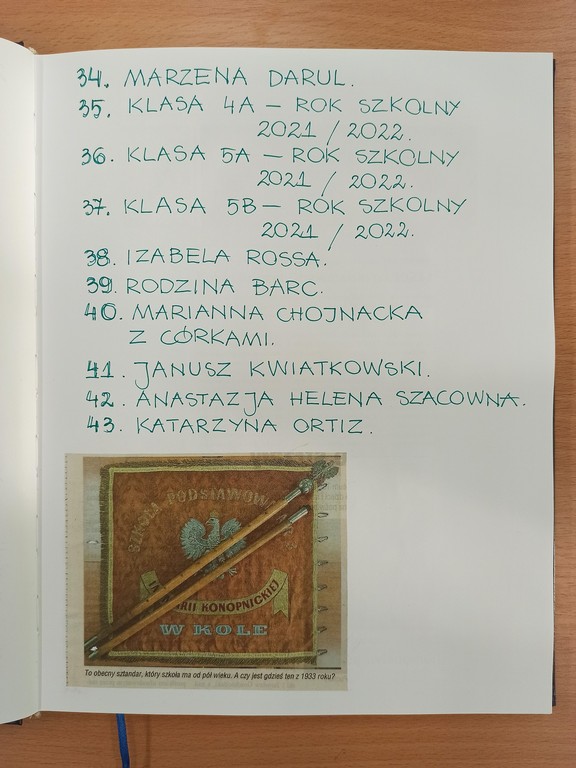 34. MARZENA DARUL.
35. KLASA 4A – ROK SZKOLNY
2021 / 2022.
36. KLASA 5A – ROK SZKOLNY
2021 / 2022.
37. KLASA 5B – ROK SZKOLNY
2021 / 2022.
38. IZABELA ROSSA.
39. RODZINA BARC.
40. MARIANNA CHOJNACKA
Z CÓRKAMI.
41. JANUSZ KWIATKOWSKI.
42. ANASTAZJA HELENA SZACOWNA.
43. KATARZYNA ORTIZ.
SZKOŁA PODSTAWOW
RII KONOPNICKIEJ
W KOLE
To obecny sztandar, który szkoła ma od pół wieku. A czy jest gdzieś ten z 1933 roku?